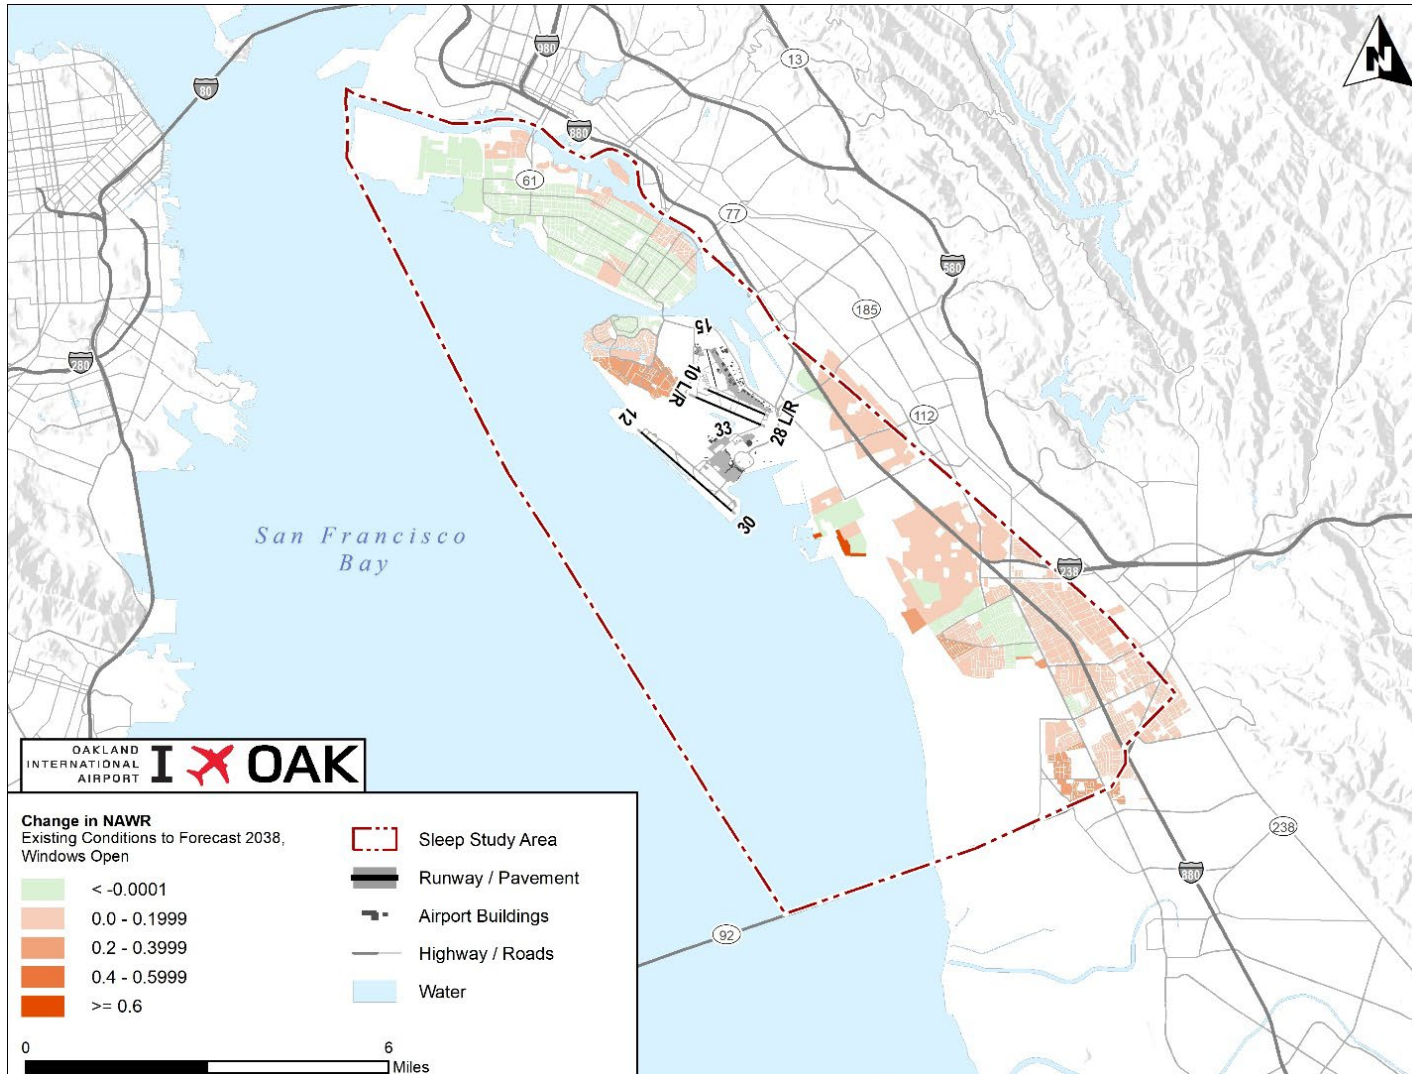 80
980
13
N
880
61
77
580
185
280
15
10 L/R
12
33
28 L/R
112
30
San Francisco
Bay
238
238
880
92
OAKLAND
INTERNATIONAL
AIRPORT
I OAK
Change in NAWR
Existing Conditions to Forecast 2038,
Windows Open
< -0.0001
0.0 - 0.1999
0.2 - 0.3999
0.4 - 0.5999
>= 0.6
Sleep Study Area
Runway / Pavement
Airport Buildings
Highway / Roads
Water
0 6
Miles